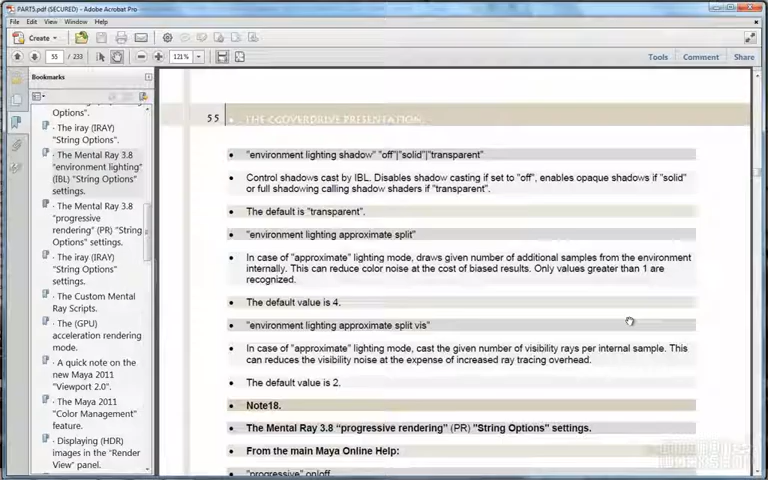 PART5.pdf (SECURED) - Adobe Acrobat Pro
File Edit View Window Help
Create
55 / 233
121%
Tools Comment Share
Bookmarks
Options".
The iray (IRAY)
"String Options".
The Mental Ray 3.8
"environment lighting"
(IBL) "String Options"
settings.
The Mental Ray 3.8
"progressive
rendering" (PR) "String
Options" settings.
The iray (IRAY)
"String Options"
settings.
The Custom Mental
Ray Scripts.
The (GPU)
acceleration rendering
mode.
A quick note on the
new Maya 2011
"Viewport 2.0".
The Maya 2011
"Color Management"
feature.
Displaying (HDR)
images in the "Render
View" panel.
55 • THE CGOVERDRIVE PRESENTATION
• "environment lighting shadow" "off"|"solid"|"transparent"
• Control shadows cast by IBL. Disables shadow casting if set to "off", enables opaque shadows if "solid"
or full shadowing calling shadow shaders if "transparent".
• The default is "transparent".
• "environment lighting approximate split"
• In case of "approximate" lighting mode, draws given number of additional samples from the environment
internally. This can reduce color noise at the cost of biased results. Only values greater than 1 are
recognized.
• The default value is 4.
• "environment lighting approximate split vis"
• In case of "approximate" lighting mode, cast the given number of visibility rays per internal sample. This
can reduces the visibility noise at the expense of increased ray tracing overhead.
• The default value is 2.
• Note18.
• The Mental Ray 3.8 "progressive rendering" (PR) "String Options" settings.
• From the main Maya Online Help:
• "progressive" on|off